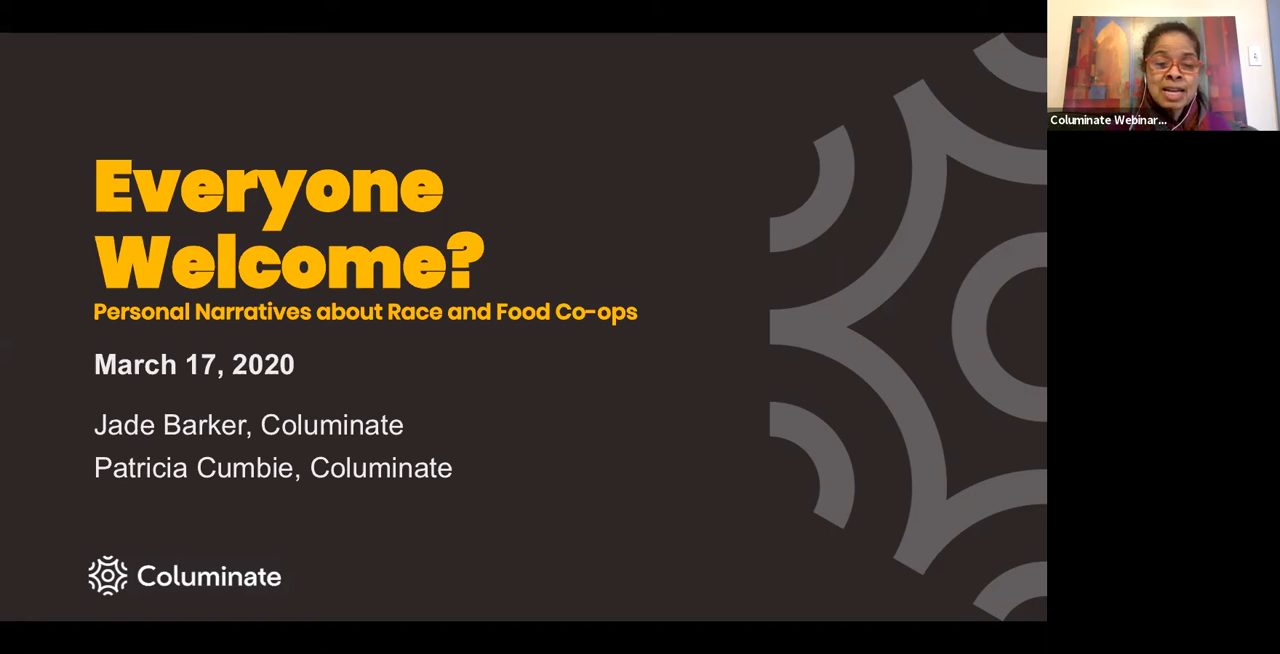 Everyone
Welcome?
Personal Narratives about Race and Food Co-ops
March 17, 2020
Jade Barker, Columinate
Patricia Cumbie, Columinate
Columinate
Columinate Webinar...